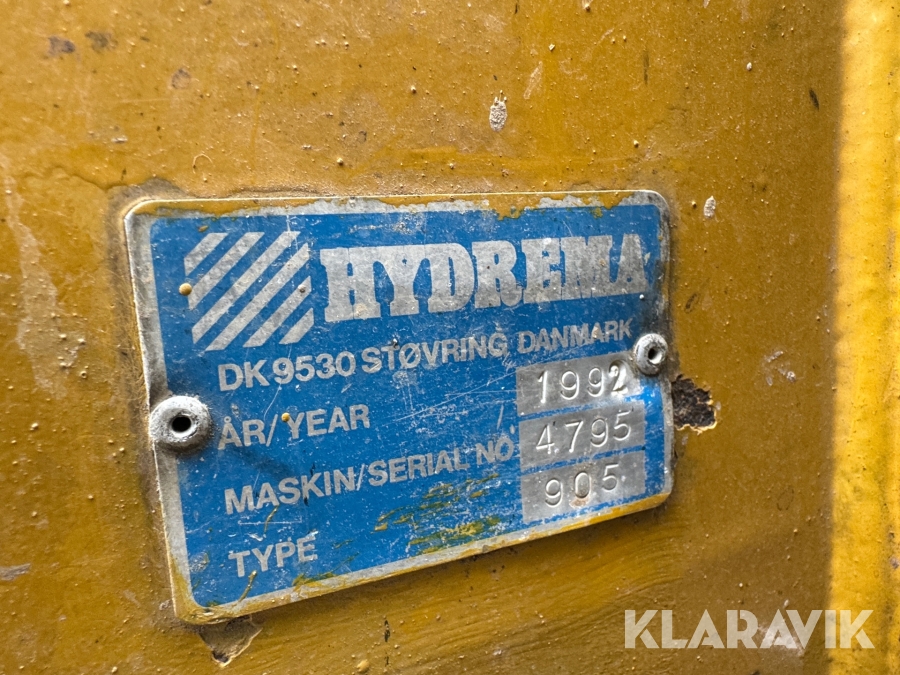 HYDREMA
DK 9530 STØVRING DANMARK
ÅR/YEAR 1992
MASKIN/SERIAL NO 4795
TYPE 905
KLARAVIK